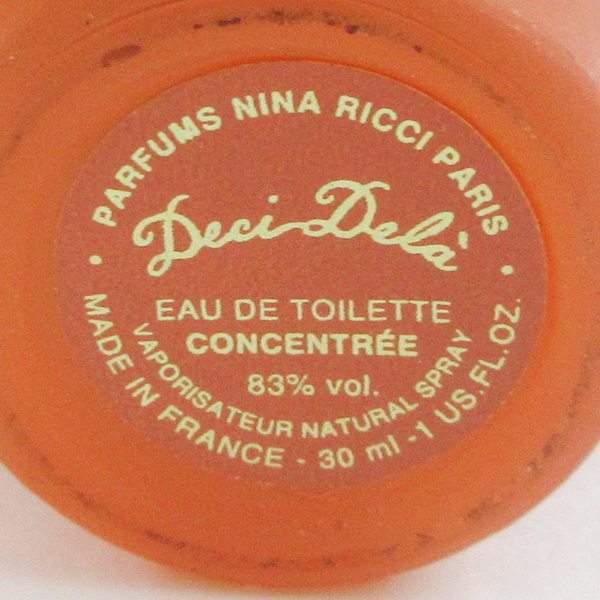 • PARFUMS NINA RICCI PARIS •
Deci-Delà
EAU DE TOILETTE
CONCENTRÉE
83% vol.
VAPORISATEUR NATURAL SPRAY
MADE IN FRANCE - 30 ml - 1 US.FL.OZ.